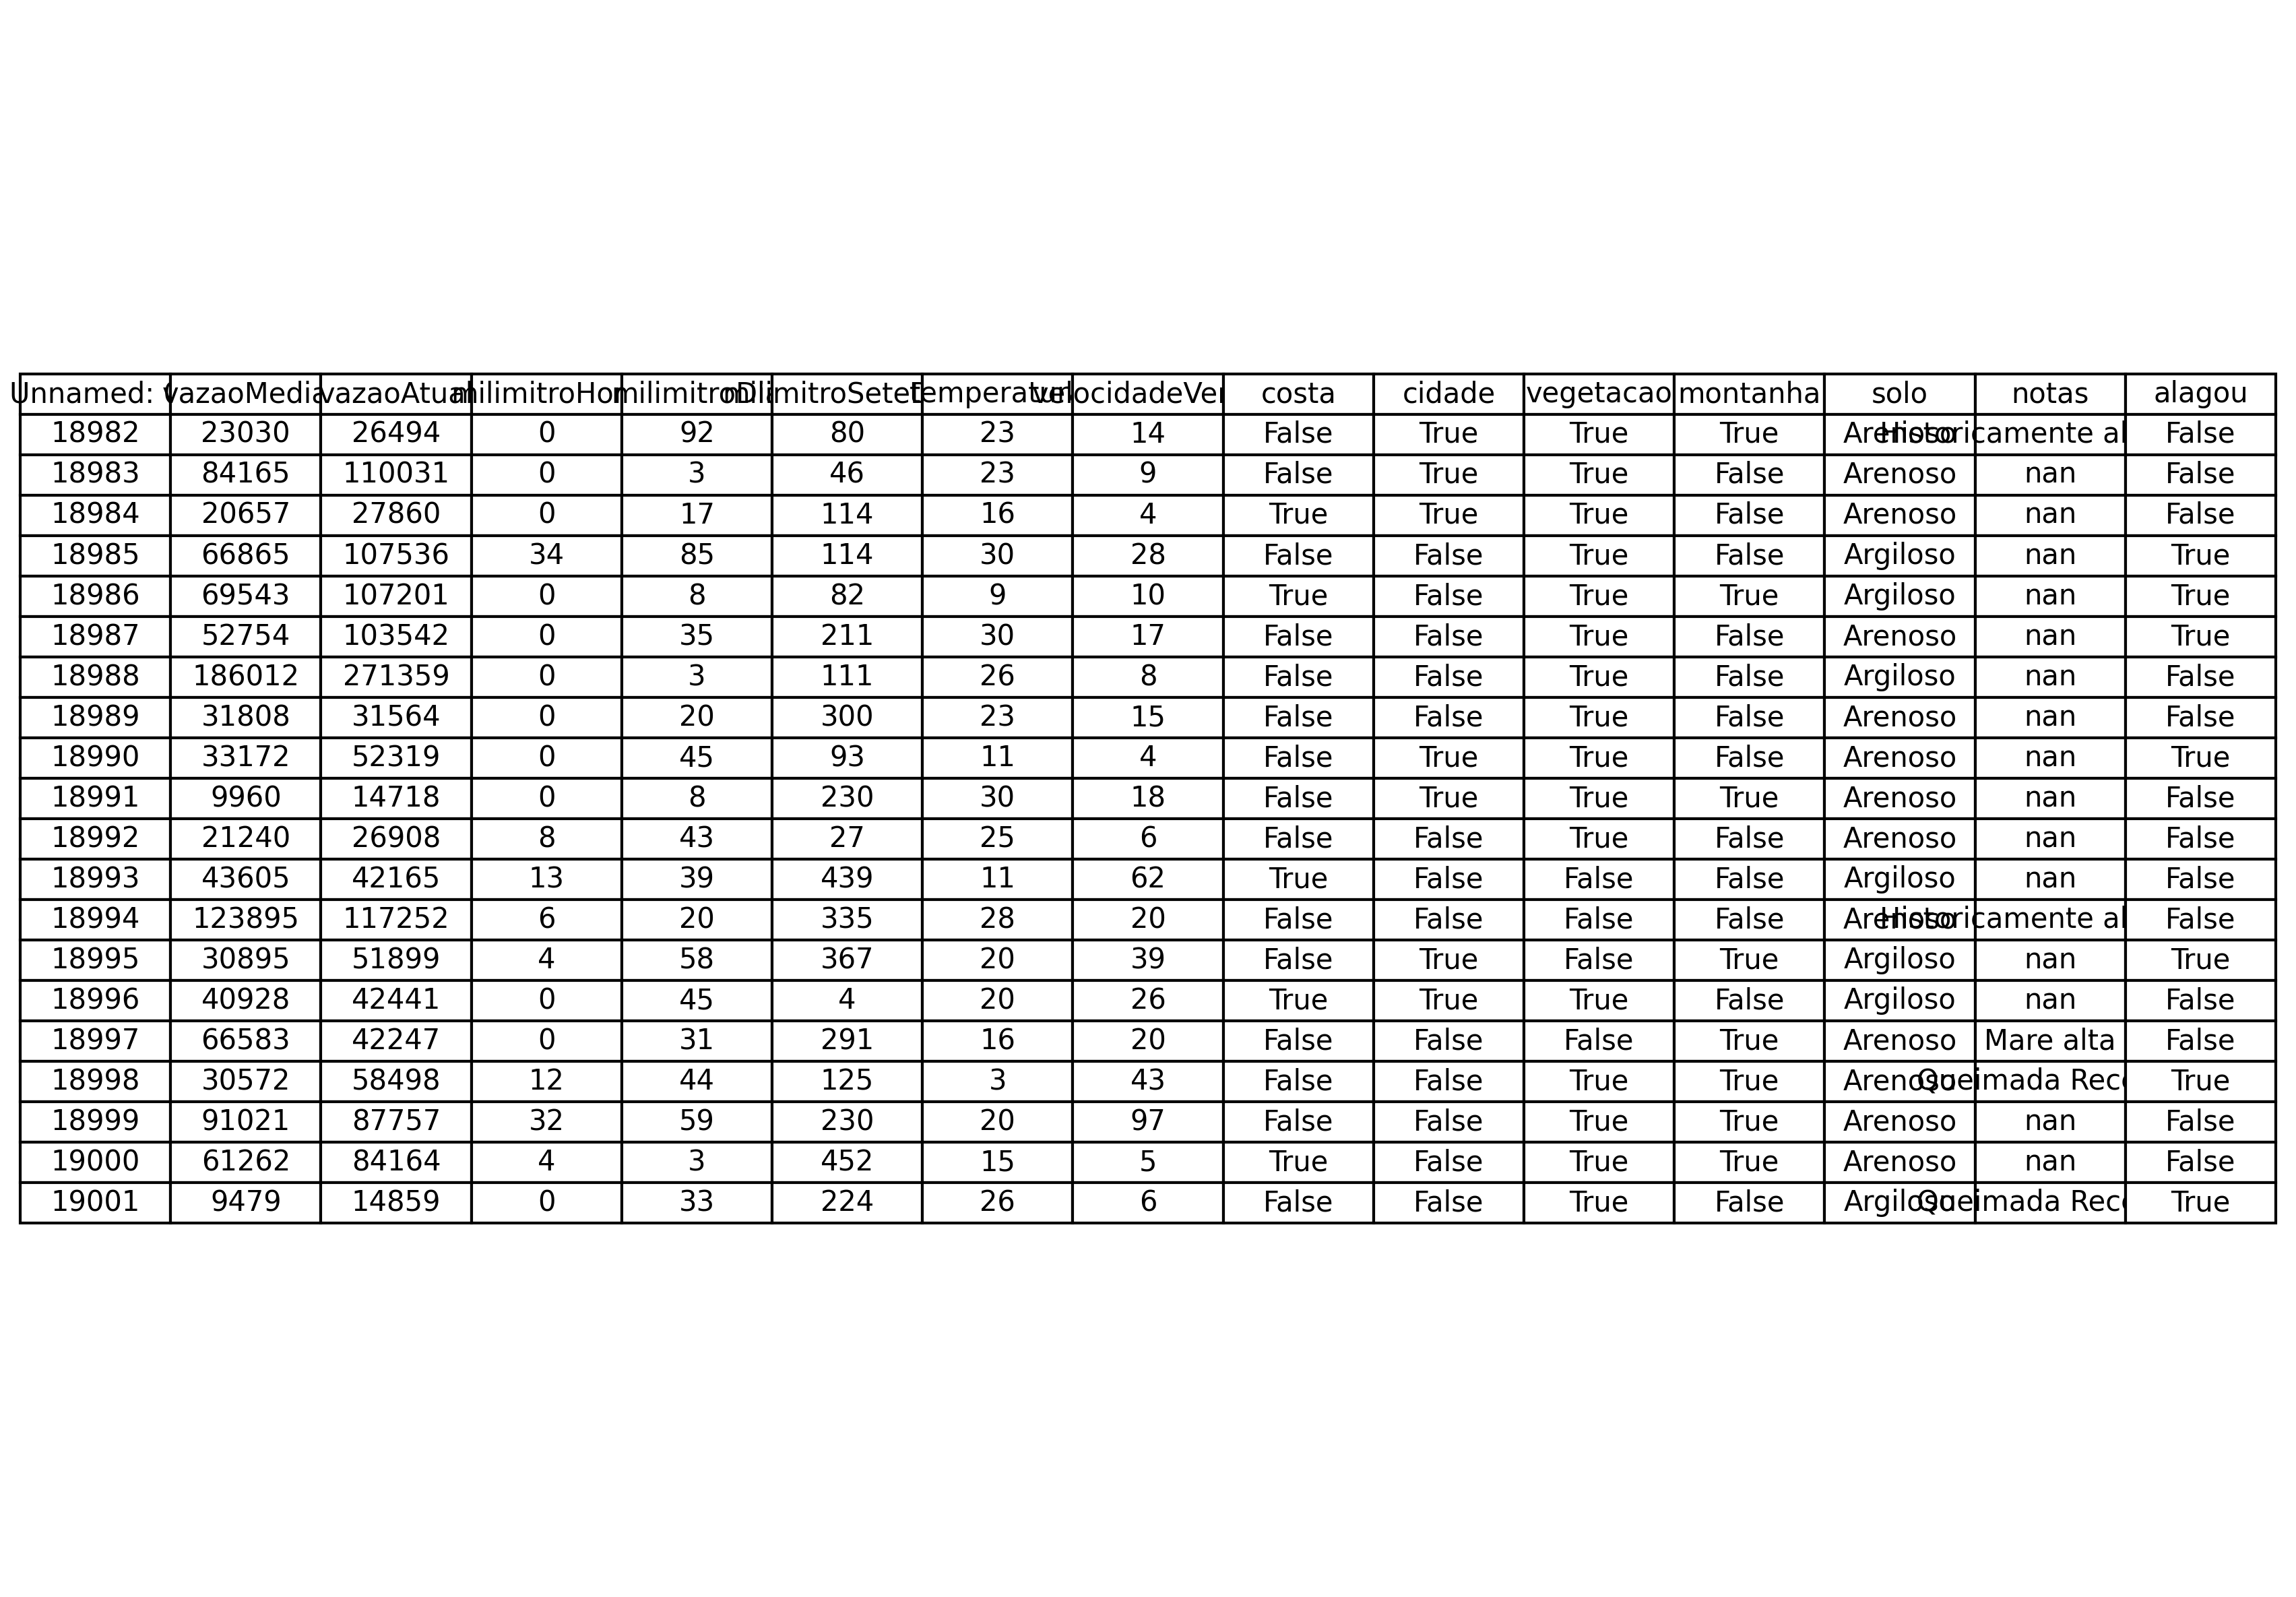 Unnamed: vazaoMedia vazaoAtual milimitroHor milimitroD milimitroSeteD temperatura velocidadeVen costa cidade vegetacao montanha solo notas alagou
18982 23030 26494 0 92 80 23 14 False True True True Arenoso Historicamente al False
18983 84165 110031 0 3 46 23 9 False True True False Arenoso nan False
18984 20657 27860 0 17 114 16 4 True True True False Arenoso nan False
18985 66865 107536 34 85 114 30 28 False False True False Argiloso nan True
18986 69543 107201 0 8 82 9 10 True False True True Argiloso nan True
18987 52754 103542 0 35 211 30 17 False False True False Arenoso nan True
18988 186012 271359 0 3 111 26 8 False False True False Argiloso nan False
18989 31808 31564 0 20 300 23 15 False False True False Arenoso nan False
18990 33172 52319 0 45 93 11 4 False True True False Arenoso nan True
18991 9960 14718 0 8 230 30 18 False True True True Arenoso nan False
18992 21240 26908 8 43 27 25 6 False False True False Arenoso nan False
18993 43605 42165 13 39 439 11 62 True False False False Argiloso nan False
18994 123895 117252 6 20 335 28 20 False False False False Arenoso Historicamente al False
18995 30895 51899 4 58 367 20 39 False True False True Argiloso nan True
18996 40928 42441 0 45 4 20 26 True True True False Argiloso nan False
18997 66583 42247 0 31 291 16 20 False False False True Arenoso Mare alta False
18998 30572 58498 12 44 125 3 43 False False True True Arenoso Queimada Rece True
18999 91021 87757 32 59 230 20 97 False False True True Arenoso nan False
19000 61262 84164 4 3 452 15 5 True False True True Arenoso nan False
19001 9479 14859 0 33 224 26 6 False False True False Argiloso Queimada Rece True